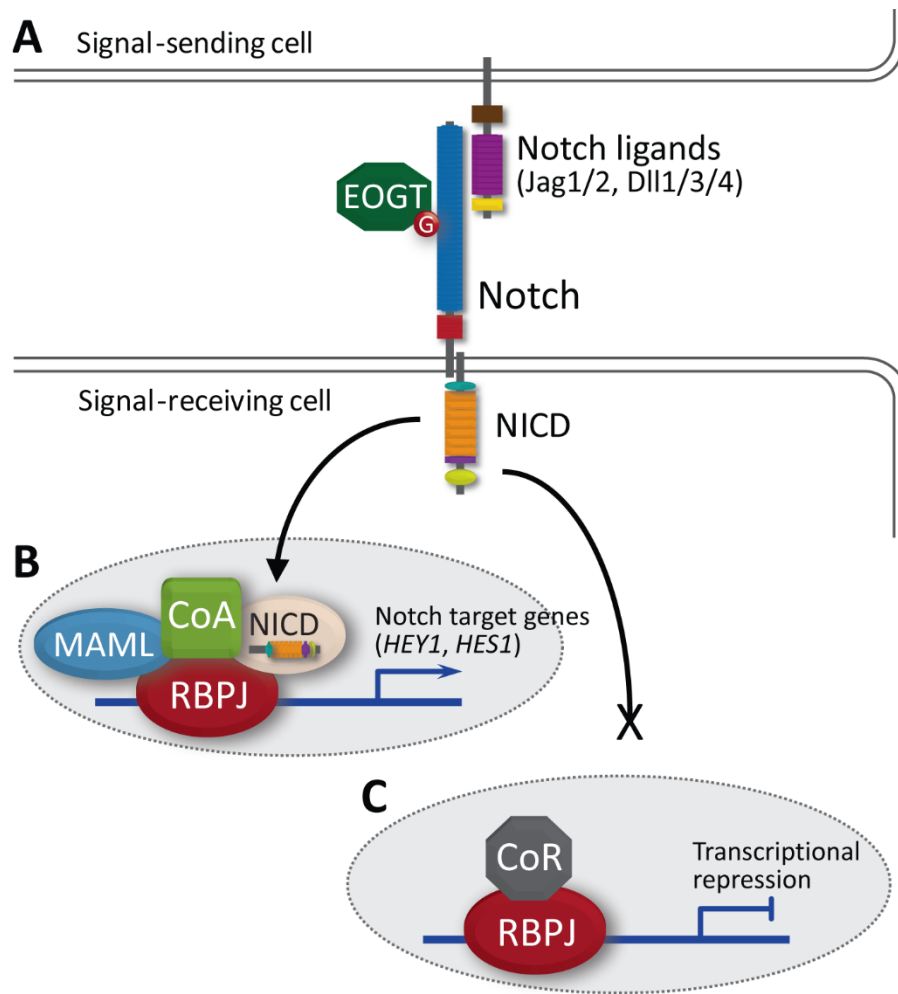 A
Signal-sending cell
Notch ligands
(Jag1/2, Dll1/3/4)
EOGT
G
Notch
Signal-receiving cell
NICD
B
CoA
NICD
MAML
RBPJ
Notch target genes
(HEY1, HES1)
X
C
CoR
RBPJ
Transcriptional
repression